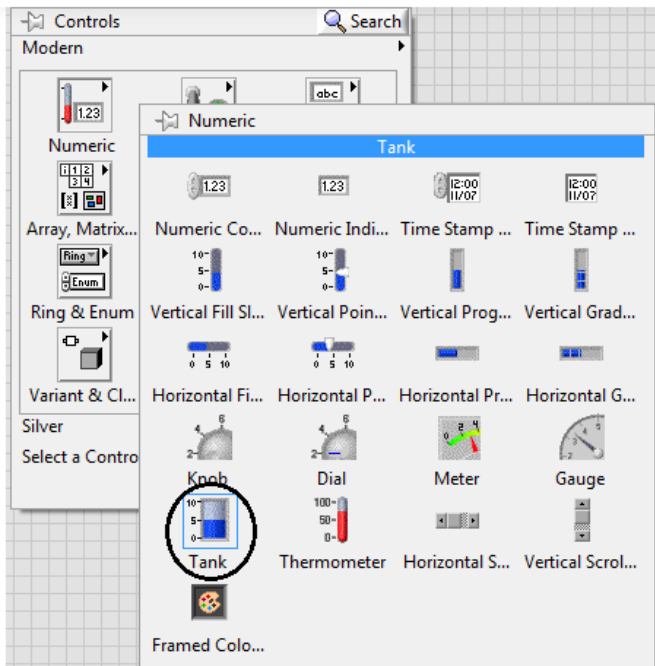 Controls
Search
Modern
abc
1.23
Numeric
Numeric
Tank
Array, Matrix...
1.23
1.23
12:00
11/07
12:00
11/07
Numeric Co...
Numeric Indi...
Time Stamp ...
Time Stamp ...
Ring
Enum
Ring & Enum
10-
5-
0-
10-
5-
0-
Vertical Fill Sl...
Vertical Poin...
Vertical Prog...
Vertical Grad...
0 5 10
0 5 10
Variant & Cl...
Horizontal Fi...
Horizontal P...
Horizontal Pr...
Horizontal G...
Silver
Select a Contro
Knob
Dial
Meter
Gauge
10-
5-
0-
100-
50-
0-
Tank
Thermometer
Horizontal S...
Vertical Scrol...
Framed Colo...